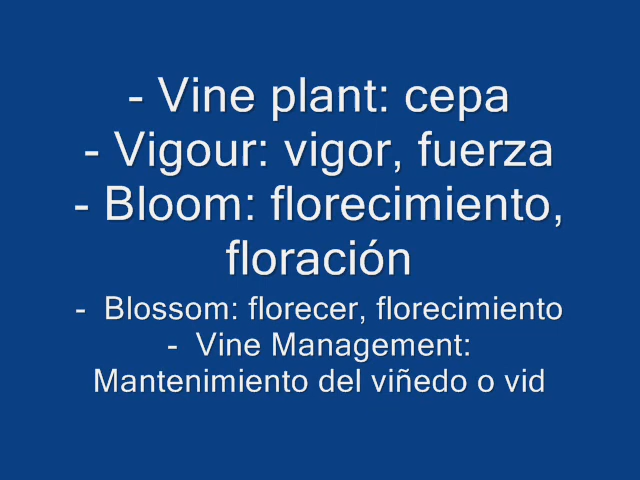 - Vine plant: cepa
- Vigour: vigor, fuerza
- Bloom: florecimiento,
floración
- Blossom: florecer, florecimiento
- Vine Management:
Mantenimiento del viñedo o vid